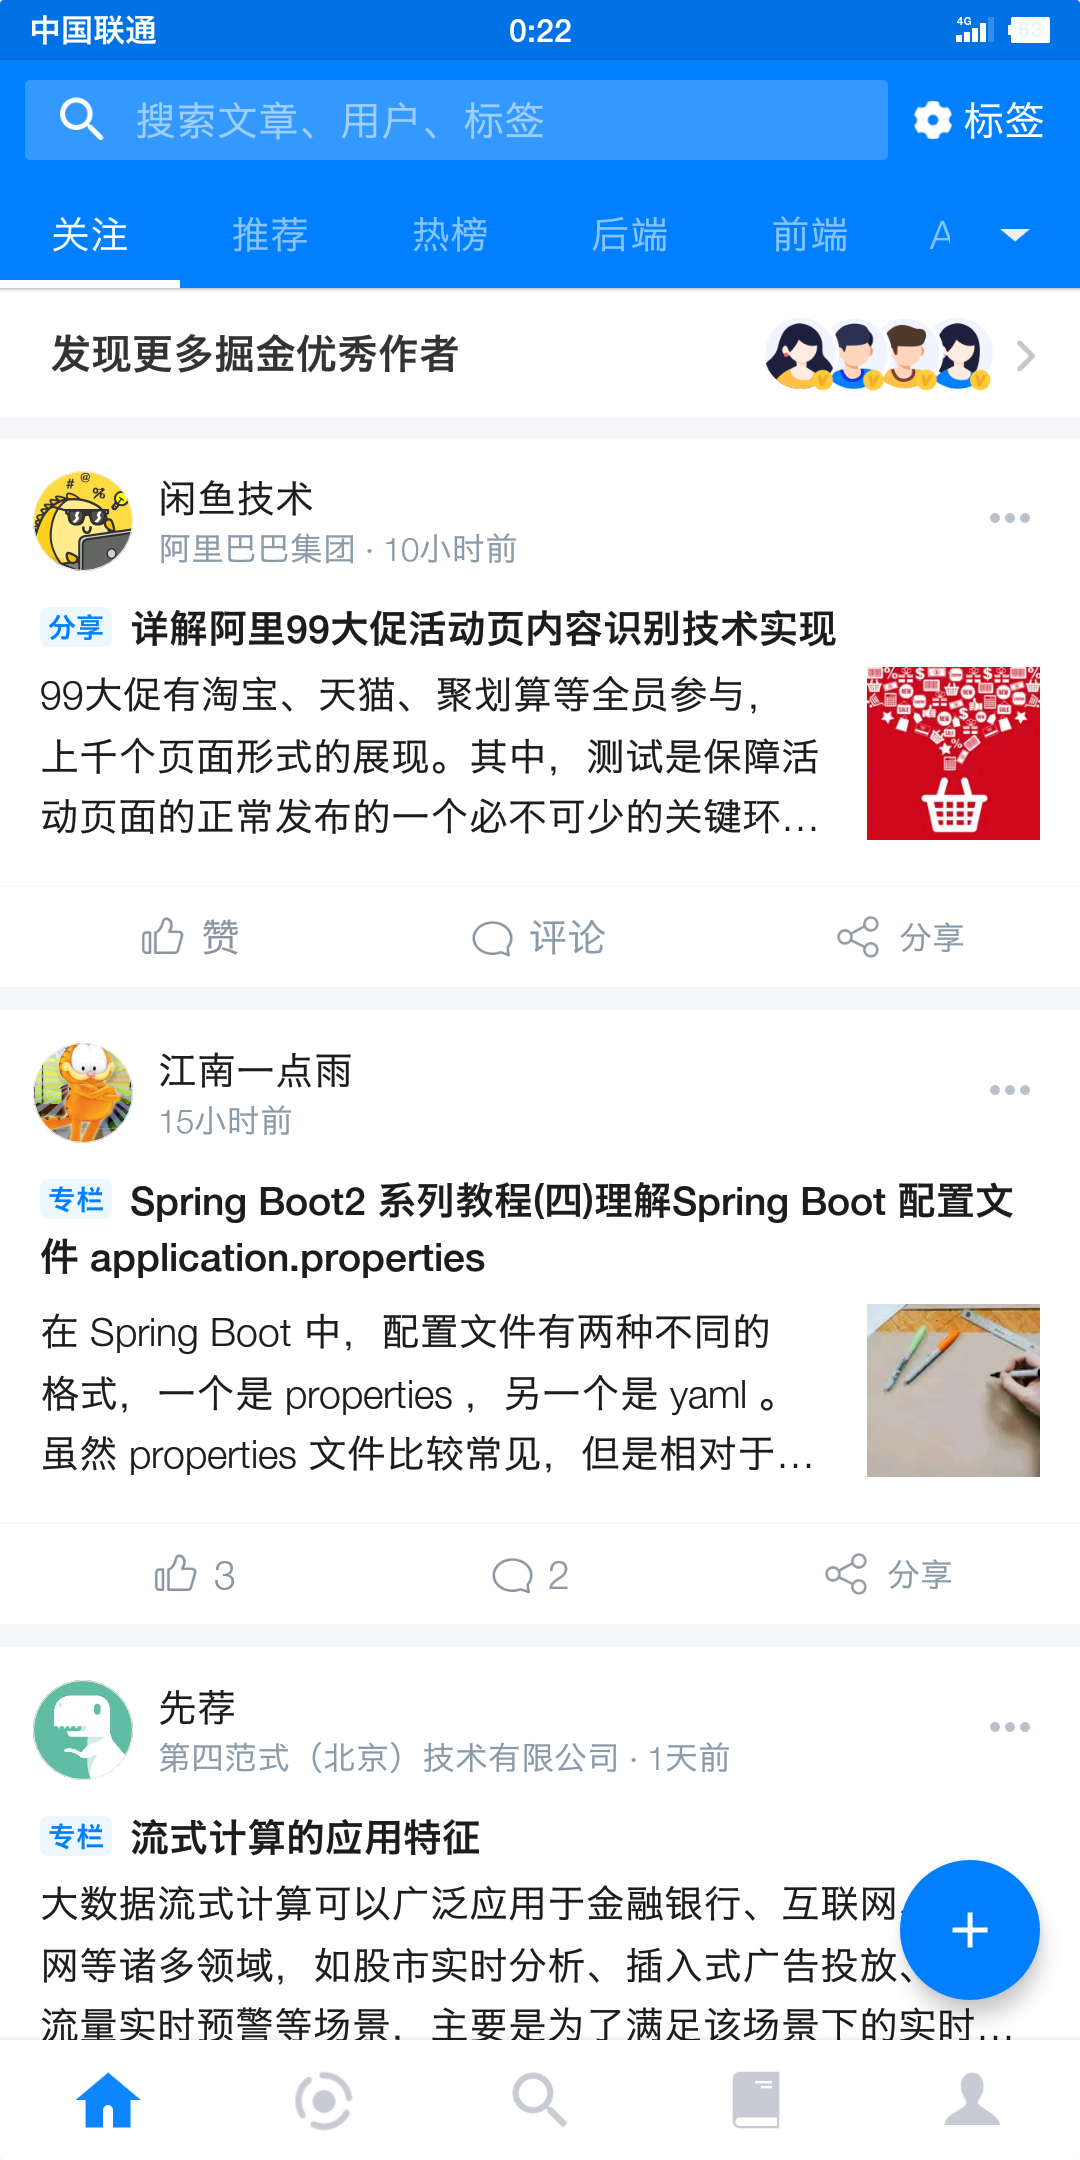 中国联通 0:22 4G 63
搜索文章、用户、标签 标签
关注 推荐 热榜 后端 前端 A
发现更多掘金优秀作者
闲鱼技术
阿里巴巴集团 · 10小时前
分享 详解阿里99大促活动页内容识别技术实现
99大促有淘宝、天猫、聚划算等全员参与，
上千个页面形式的展现。其中，测试是保障活
动页面的正常发布的一个必不可少的关键环...
赞 评论 分享
江南一点雨
15小时前
专栏 Spring Boot2 系列教程(四)理解Spring Boot 配置文
件 application.properties
在 Spring Boot 中，配置文件有两种不同的
格式，一个是 properties ，另一个是 yaml 。
虽然 properties 文件比较常见，但是相对于...
3 2 分享
先荐
第四范式（北京）技术有限公司 · 1天前
专栏 流式计算的应用特征
大数据流式计算可以广泛应用于金融银行、互联网、
网等诸多领域，如股市实时分析、插入式广告投放、
流量实时预警等场景，主要是为了满足该场景下的实时...